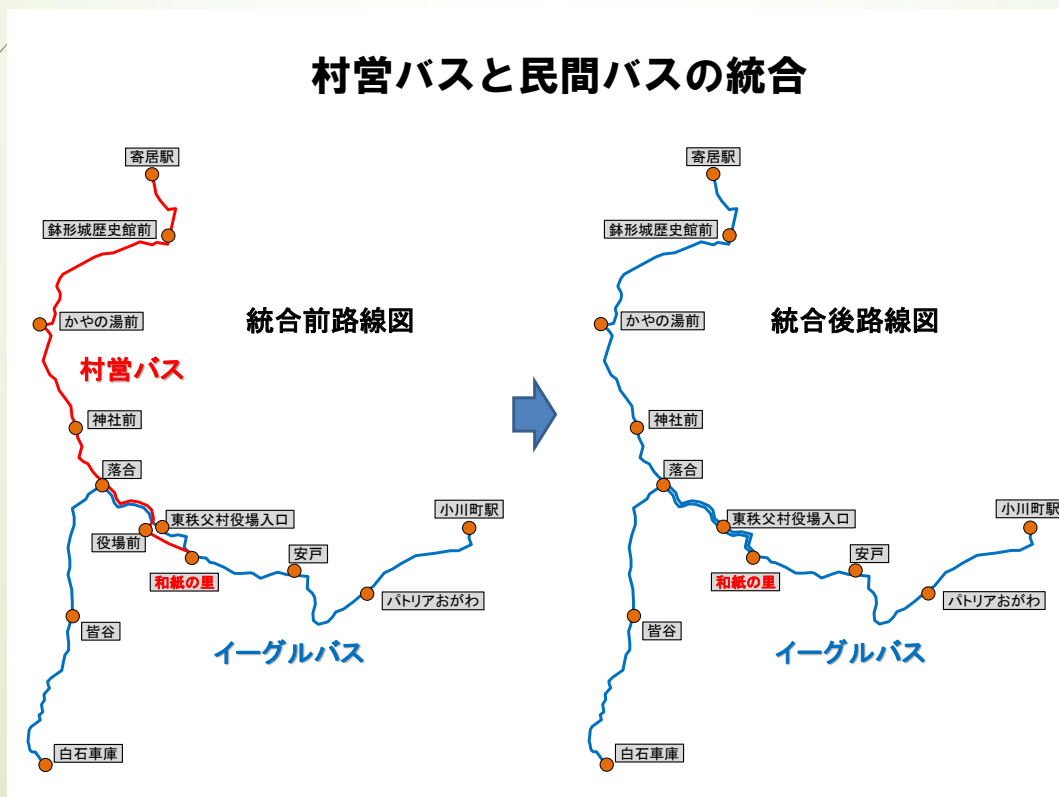 村営バスと民間バスの統合
寄居駅
鉢形城歴史館前
かやの湯前
統合前路線図
村営バス
神社前
落合
小川町駅
東秩父村役場入口
役場前
安戸
和紙の里
パトリアおがわ
皆谷
イーグルバス
白石車庫
寄居駅
鉢形城歴史館前
かやの湯前
統合後路線図
神社前
落合
小川町駅
東秩父村役場入口
安戸
和紙の里
パトリアおがわ
皆谷
イーグルバス
白石車庫